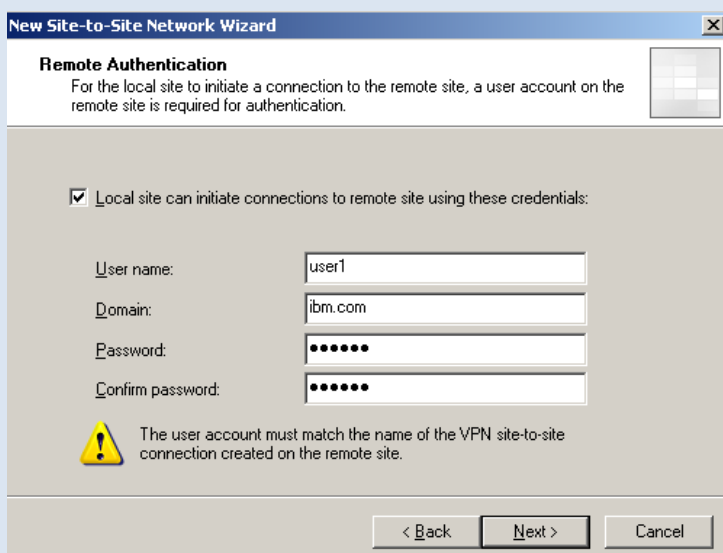 New Site-to-Site Network Wizard
Remote Authentication
For the local site to initiate a connection to the remote site, a user account on the
remote site is required for authentication.
Local site can initiate connections to remote site using these credentials:
User name:
user1
Domain:
ibm.com
Password:
••••••
Confirm password:
••••••
The user account must match the name of the VPN site-to-site
connection created on the remote site.
< Back
Next >
Cancel